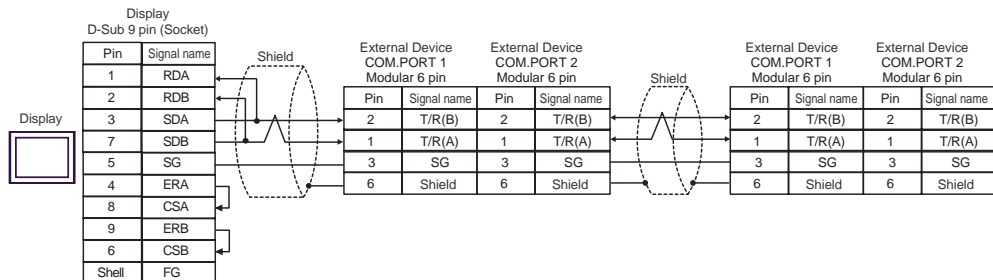 Display
D-Sub 9 pin (Socket)
Pin Signal name
1 RDA
2 RDB
3 SDA
7 SDB
5 SG
4 ERA
8 CSA
9 ERB
6 CSB
Shell FG
Display
Shield
External Device
COM.PORT 1
Modular 6 pin
External Device
COM.PORT 2
Modular 6 pin
Pin Signal name Pin Signal name
2 T/R(B) 2 T/R(B)
1 T/R(A) 1 T/R(A)
3 SG 3 SG
6 Shield 6 Shield
Shield
External Device
COM.PORT 1
Modular 6 pin
External Device
COM.PORT 2
Modular 6 pin
Pin Signal name Pin Signal name
2 T/R(B) 2 T/R(B)
1 T/R(A) 1 T/R(A)
3 SG 3 SG
6 Shield 6 Shield